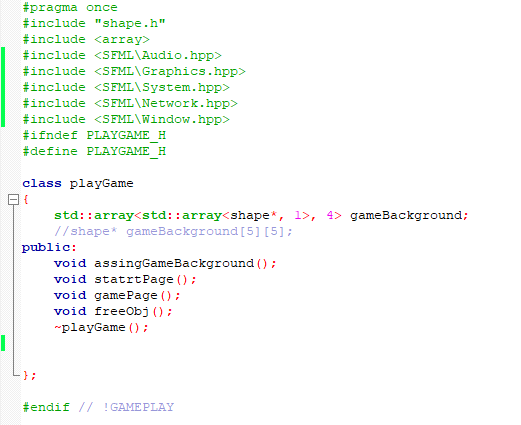 #pragma once
#include "shape.h"
#include <array>
#include <SFML\Audio.hpp>
#include <SFML\Graphics.hpp>
#include <SFML\System.hpp>
#include <SFML\Network.hpp>
#include <SFML\Window.hpp>
#ifndef PLAYGAME_H
#define PLAYGAME_H
class playGame
{
std::array<std::array<shape*, 1>, 4> gameBackground;
//shape* gameBackground[5][5];
public:
void assingGameBackground();
void statrtPage();
void gamePage();
void freeObj();
~playGame();
};
#endif // !GAMEPLAY